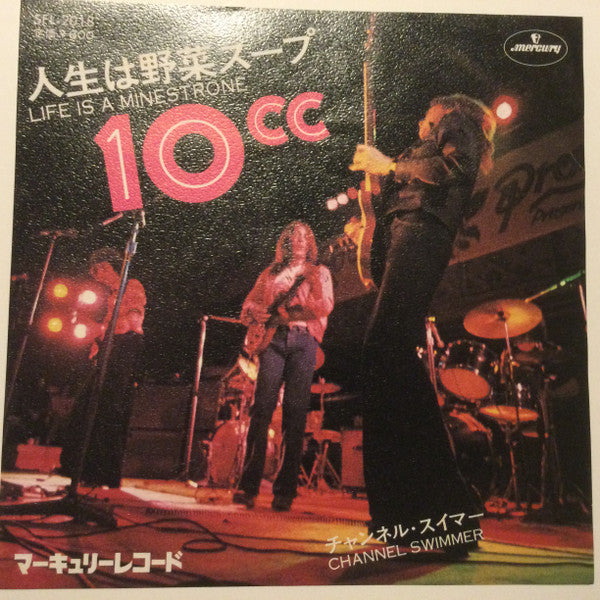 SFL-2018
定価¥600
mercury
人生は野菜スープ
LIFE IS A MINESTRONE
10cc
Pro
チャンネル・スイマー
CHANNEL SWIMMER
マーキュリーレコード